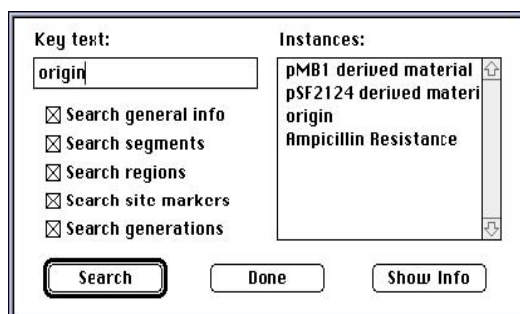 Key text:
origin
Search general info
Search segments
Search regions
Search site markers
Search generations
Instances:
pMB1 derived material
pSF2124 derived materi
origin
Ampicillin Resistance
Search
Done
Show Info